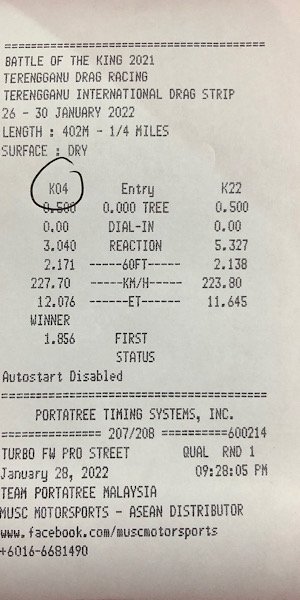 =====================================
BATTLE OF THE KING 2021
TERENGGANU DRAG RACING
TERENGGANU INTERNATIONAL DRAG STRIP
26 - 30 JANUARY 2022
LENGTH : 402M - 1/4 MILES
SURFACE : DRY
K04 Entry K22
0.500 0.000 TREE 0.500
0.00 DIAL-IN 0.00
3.040 REACTION 5.327
2.171 -----60FT----- 2.138
227.70 -----KM/H----- 223.80
12.076 ------ET------ 11.645
WINNER
1.856 FIRST
STATUS
Autostart Disabled
=====================================
PORTATREE TIMING SYSTEMS, INC.
============== 207/208 ==========600214
TURBO FW PRO STREET QUAL RND 1
January 28, 2022 09:28:05 PM
TEAM PORTATREE MALAYSIA
MUSC MOTORSPORTS - ASEAN DISTRIBUTOR
www.facebook.com/muscmotorsports
+6016-6681490